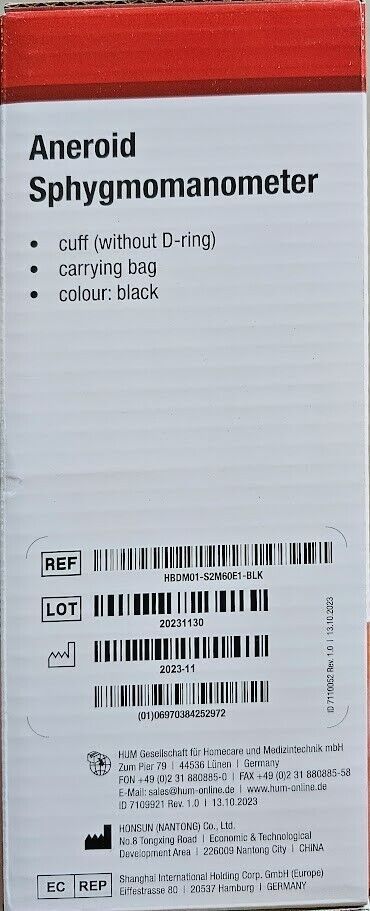 Aneroid
Sphygmomanometer
• cuff (without D-ring)
• carrying bag
• colour: black
REF
HBDM01-S2M60E1-BLK
LOT
20231130
2023-11
(01)06970384252972
ID 7110052 Rev. 1.0 | 13.10.2023
HUM Gesellschaft für Homecare und Medizintechnik mbH
Zum Pier 79 | 44536 Lünen | Germany
FON +49 (0)2 31 880885-0 | FAX +49 (0)2 31 880885-58
E-Mail: sales@hum-online.de | www.hum-online.de
ID 7109921 Rev. 1.0 | 13.10.2023
HONSUN (NANTONG) Co., Ltd.
No.8 Tongxing Road | Economic & Technological
Development Area | 226009 Nantong City | CHINA
EC REP
Shanghai International Holding Corp. GmbH (Europe)
Eiffestrasse 80 | 20537 Hamburg | GERMANY